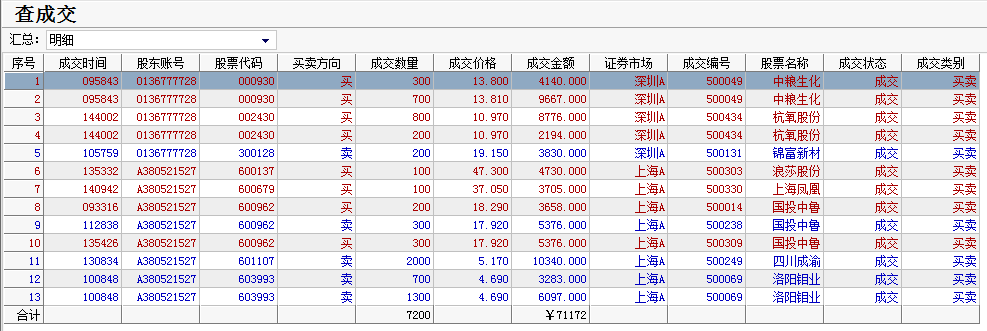 查成交
汇总: 明细
序号 成交时间 股东账号 股票代码 买卖方向 成交数量 成交价格 成交金额 证券市场 成交编号 股票名称 成交状态 成交类别
1 095843 0136777728 000930 买 300 13.800 4140.000 深圳A 500049 中粮生化 成交 买卖
2 095843 0136777728 000930 买 700 13.810 9667.000 深圳A 500049 中粮生化 成交 买卖
3 144002 0136777728 002430 买 800 10.970 8776.000 深圳A 500434 杭氧股份 成交 买卖
4 144002 0136777728 002430 买 200 10.970 2194.000 深圳A 500434 杭氧股份 成交 买卖
5 105759 0136777728 300128 卖 200 19.150 3830.000 深圳A 500131 锦富新材 成交 买卖
6 135332 A380521527 600137 买 100 47.300 4730.000 上海A 500303 浪莎股份 成交 买卖
7 140942 A380521527 600679 买 100 37.050 3705.000 上海A 500330 上海凤凰 成交 买卖
8 093316 A380521527 600962 买 200 18.290 3658.000 上海A 500014 国投中鲁 成交 买卖
9 112838 A380521527 600962 卖 300 17.920 5376.000 上海A 500238 国投中鲁 成交 买卖
10 135426 A380521527 600962 买 300 17.920 5376.000 上海A 500309 国投中鲁 成交 买卖
11 130834 A380521527 601107 卖 2000 5.170 10340.000 上海A 500249 四川成渝 成交 买卖
12 100848 A380521527 603993 卖 700 4.690 3283.000 上海A 500069 洛阳钼业 成交 买卖
13 100848 A380521527 603993 卖 1300 4.690 6097.000 上海A 500069 洛阳钼业 成交 买卖
合计 7200 ￥71172